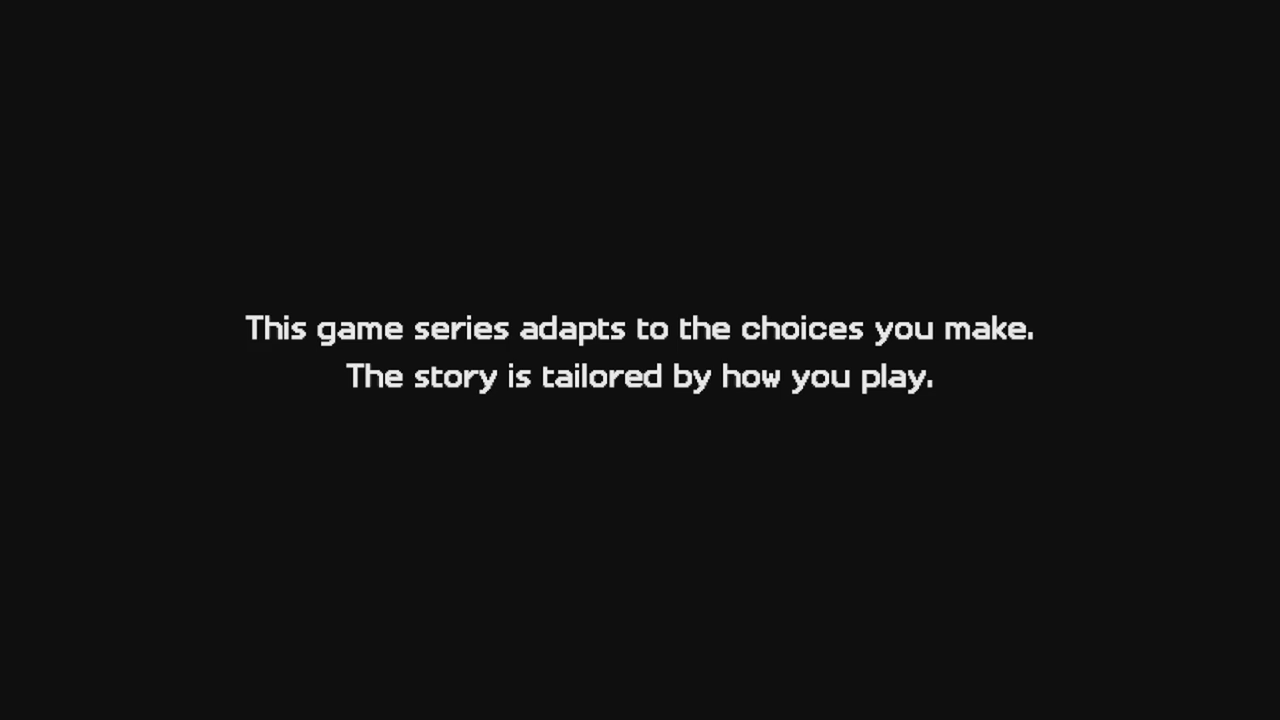 This game series adapts to the choices you make.
The story is tailored by how you play.